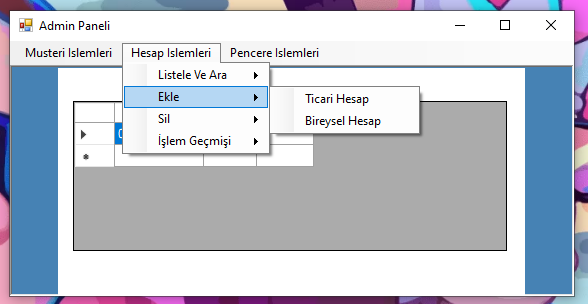 Admin Paneli
Musteri Islemleri Hesap Islemleri Pencere Islemleri
Listele Ve Ara
Ekle
Sil
İşlem Geçmişi
Ticari Hesap
Bireysel Hesap